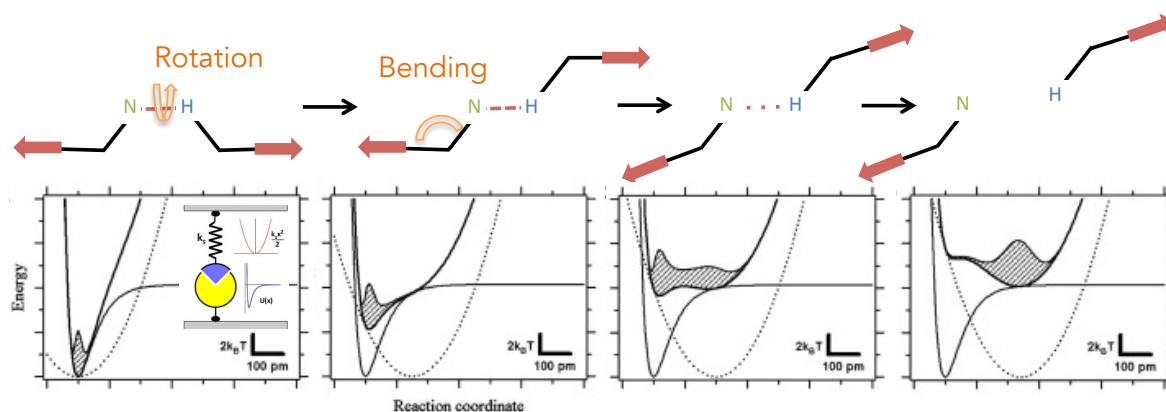 Rotation
N H
Bending
N H
N H
N
H
Energy
k_s
k_s x²/2
U(x)
2k_BT
100 pm
2k_BT
100 pm
2k_BT
100 pm
2k_BT
100 pm
Reaction coordinate